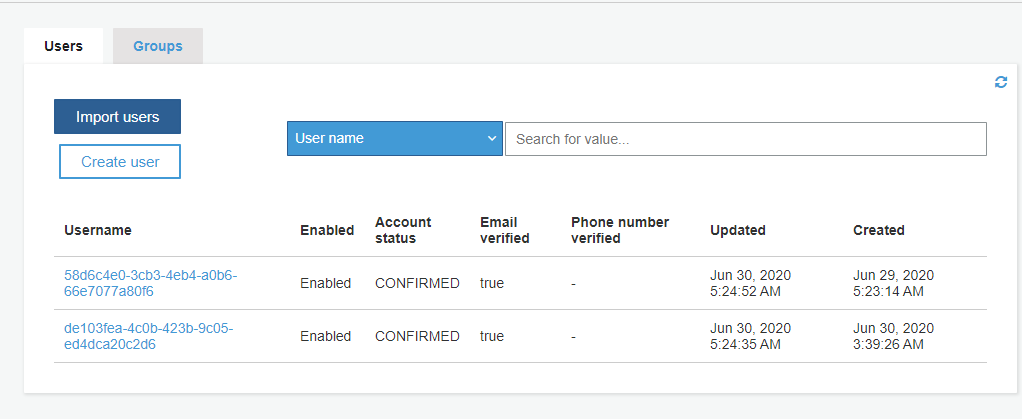 Users
Groups
Import users
Create user
User name
Search for value...
Username
Enabled
Account
status
Email
verified
Phone number
verified
Updated
Created
58d6c4e0-3cb3-4eb4-a0b6-
66e7077a80f6
Enabled
CONFIRMED
true
-
Jun 30, 2020
5:24:52 AM
Jun 29, 2020
5:23:14 AM
de103fea-4c0b-423b-9c05-
ed4dca20c2d6
Enabled
CONFIRMED
true
-
Jun 30, 2020
5:24:35 AM
Jun 30, 2020
3:39:26 AM